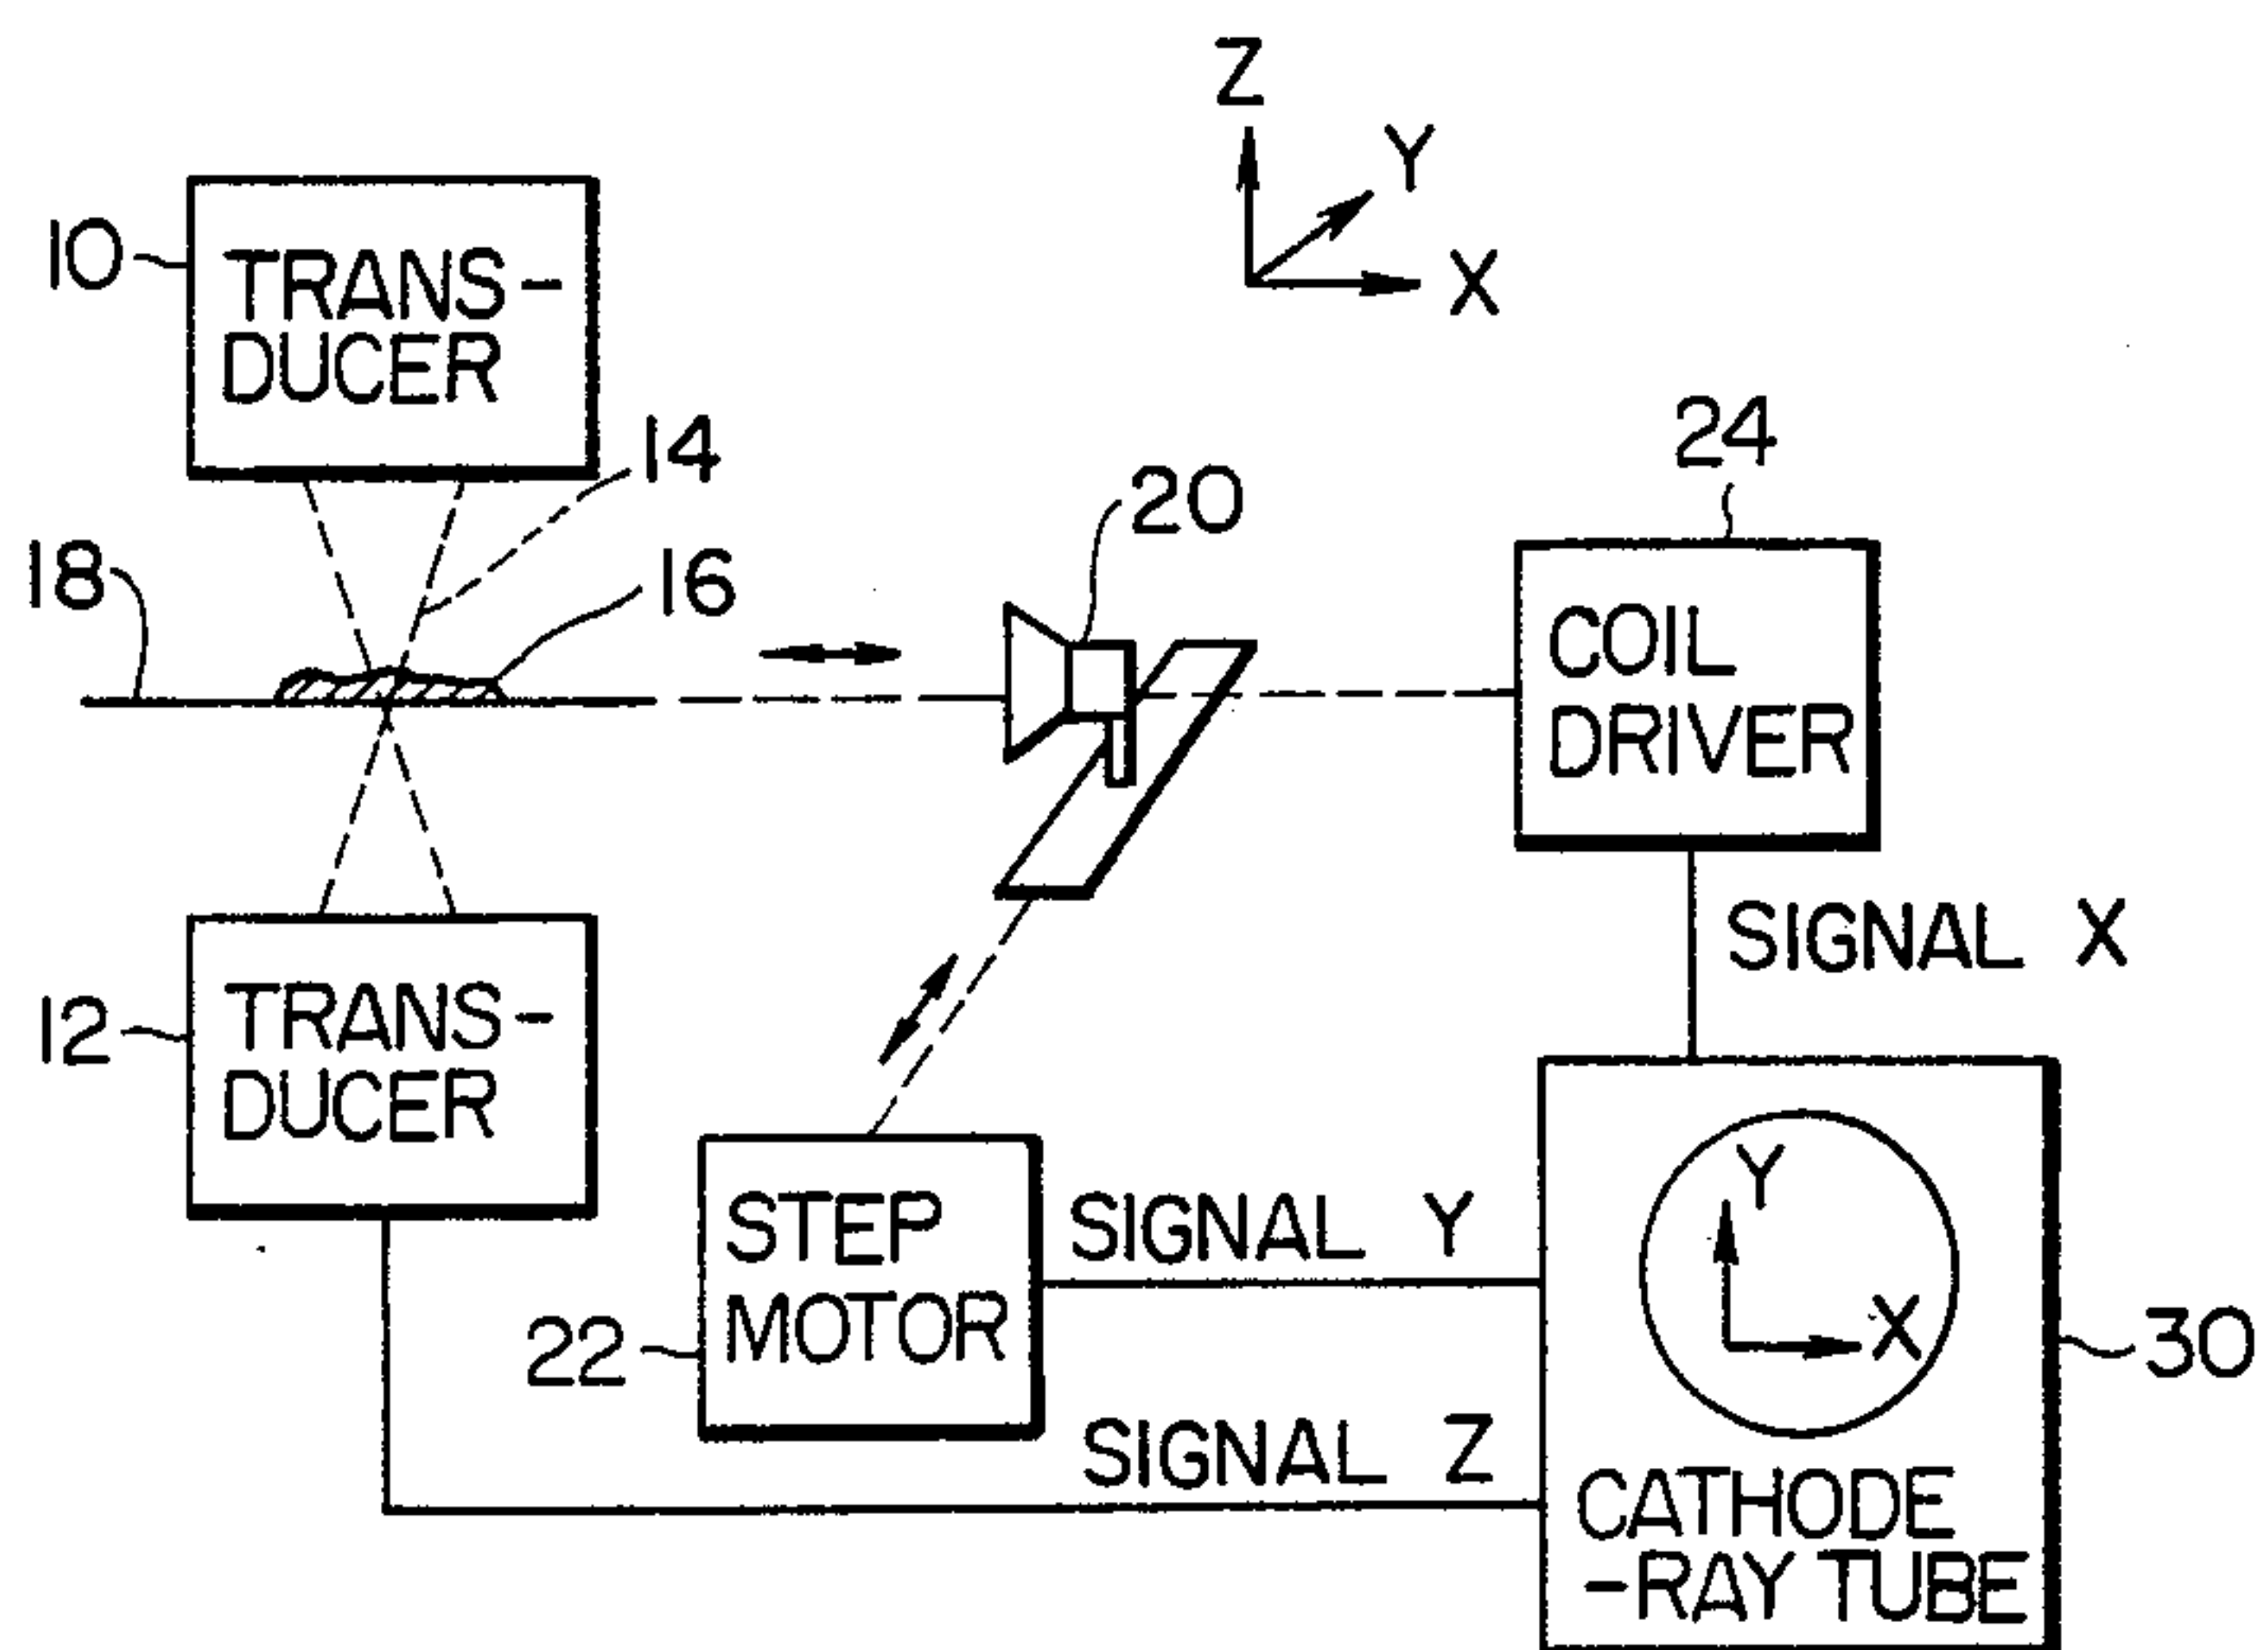 Z
Y
X
10
TRANS-
DUCER
14
24
20
18
16
COIL
DRIVER
SIGNAL X
12
TRANS-
DUCER
STEP
MOTOR
SIGNAL Y
Y
X
22
30
SIGNAL Z
CATHODE
-RAY TUBE